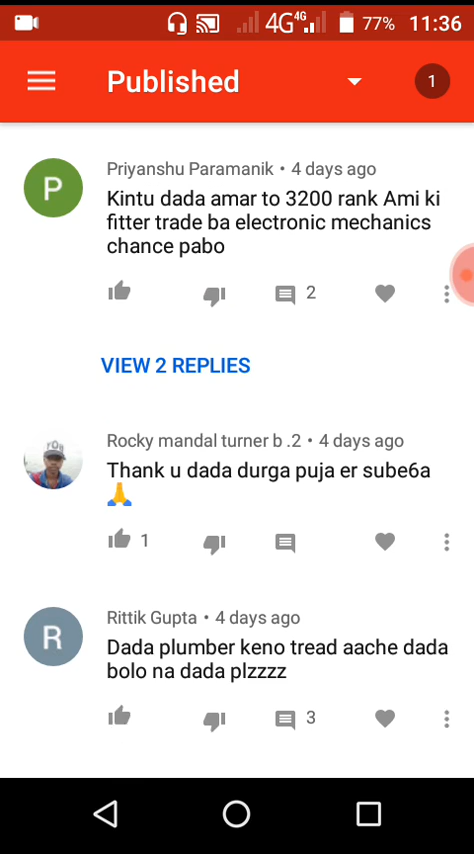 4G 4G 77% 11:36
Published 1
P
Priyanshu Paramanik • 4 days ago
Kintu dada amar to 3200 rank Ami ki
fitter trade ba electronic mechanics
chance pabo
2
VIEW 2 REPLIES
Rocky mandal turner b .2 • 4 days ago
Thank u dada durga puja er sube6a
🙏
1
R
Rittik Gupta • 4 days ago
Dada plumber keno tread aache dada
bolo na dada plzzzz
3